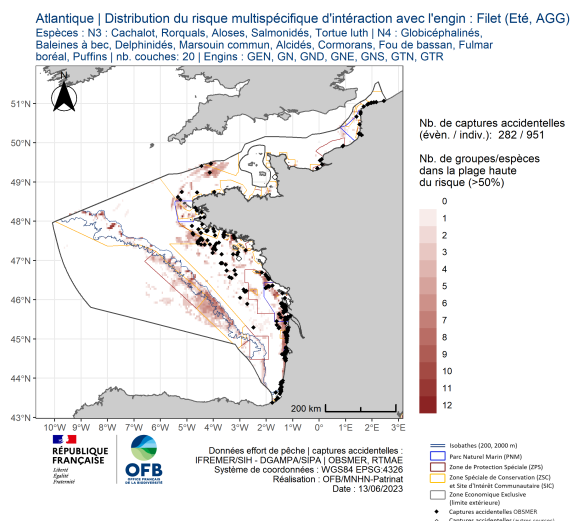 Atlantique | Distribution du risque multispécifique d'intéraction avec l'engin : Filet (Eté, AGG)
Espèces : N3 : Cachalot, Rorquals, Aloses, Salmonidés, Tortue luth | N4 : Globicéphalinés,
Baleines à bec, Delphinidés, Marsouin commun, Alcidés, Cormorans, Fou de bassan, Fulmar
boréal, Puffins | nb. couches: 20 | Engins : GEN, GN, GND, GNE, GNS, GTN, GTR
N
51°N
50°N
49°N
48°N
47°N
46°N
45°N
44°N
43°N
10°W 9°W 8°W 7°W 6°W 5°W 4°W 3°W 2°W 1°W 0° 1°E 2°E 3°E
200 km
Nb. de captures accidentelles
(évèn. / indiv.): 282 / 951
Nb. de groupes/espèces
dans la plage haute
du risque (>50%)
0
1
2
3
4
5
6
7
8
9
10
11
12
RÉPUBLIQUE
FRANÇAISE
Liberté
Égalité
Fraternité
OFB
OFFICE FRANÇAIS
DE LA BIODIVERSITÉ
Données effort de pêche | captures accidentelles :
IFREMER/SIH - DGAMPA/SIPA | OBSMER, RTMAE
Système de coordonnées : WGS84 EPSG:4326
Réalisation : OFB/MNHN-Patrinat
Date : 13/06/2023
Isobathes (200, 2000 m)
Parc Naturel Marin (PNM)
Zone de Protection Spéciale (ZPS)
Zone Spéciale de Conservation (ZSC)
et Site d'Intérêt Communautaire (SIC)
Zone Economique Exclusive
(limite extérieure)
Captures accidentelles OBSMER
Captures accidentelles (autres sources)